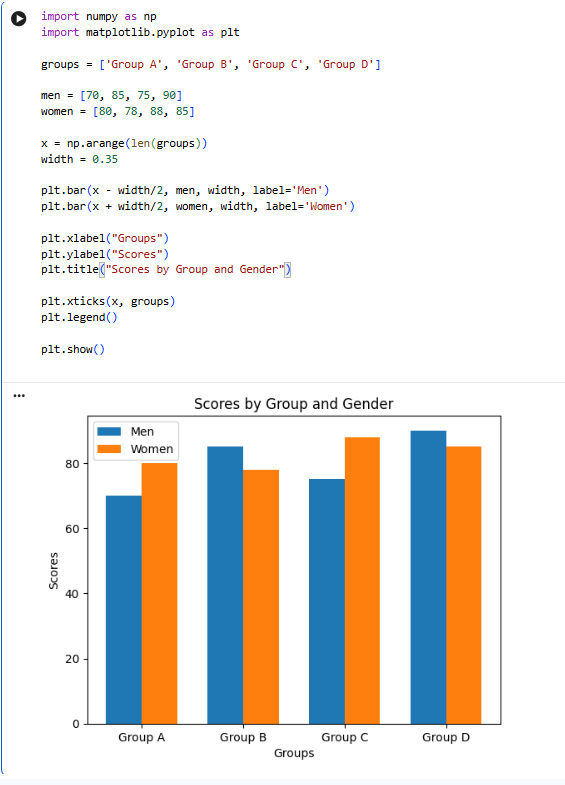 import numpy as np
import matplotlib.pyplot as plt
groups = ['Group A', 'Group B', 'Group C', 'Group D']
men = [70, 85, 75, 90]
women = [80, 78, 88, 85]
x = np.arange(len(groups))
width = 0.35
plt.bar(x - width/2, men, width, label='Men')
plt.bar(x + width/2, women, width, label='Women')
plt.xlabel("Groups")
plt.ylabel("Scores")
plt.title("Scores by Group and Gender")
plt.xticks(x, groups)
plt.legend()
plt.show()
Scores by Group and Gender
Men
Women
80
60
40
20
0
Scores
Group A Group B Group C Group D
Groups